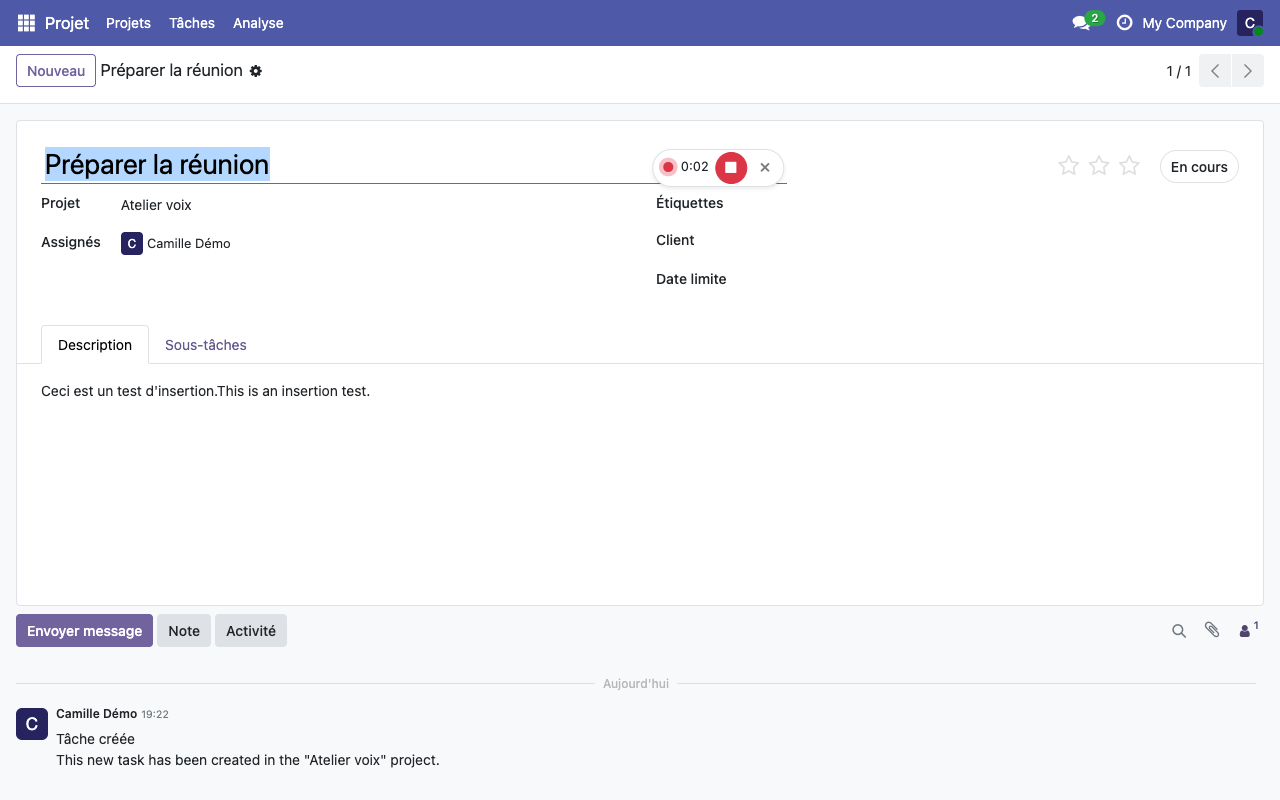 Projet Projets Tâches Analyse 2 My Company C
Nouveau Préparer la réunion 1 / 1
Préparer la réunion 0:02 En cours
Projet Atelier voix Étiquettes
Assignés C Camille Démo Client
Date limite
Description Sous-tâches
Ceci est un test d'insertion.This is an insertion test.
Envoyer message Note Activité 1
Aujourd'hui
C Camille Démo 19:22
Tâche créée
This new task has been created in the "Atelier voix" project.